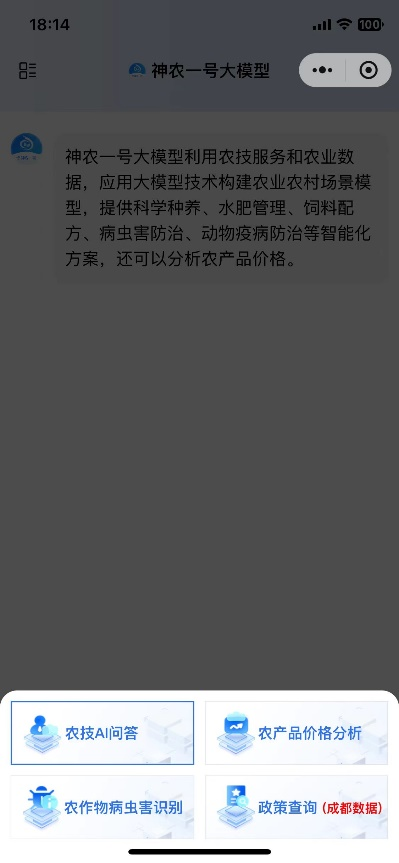 18:14
100
神农一号大模型
神农一号大模型利用农技服务和农业数
据，应用大模型技术构建农业农村场景模
型，提供科学种养、水肥管理、饲料配
方、病虫害防治、动物疫病防治等智能化
方案，还可以分析农产品价格。
农技AI问答
农产品价格分析
农作物病虫害识别
政策查询 (成都数据)